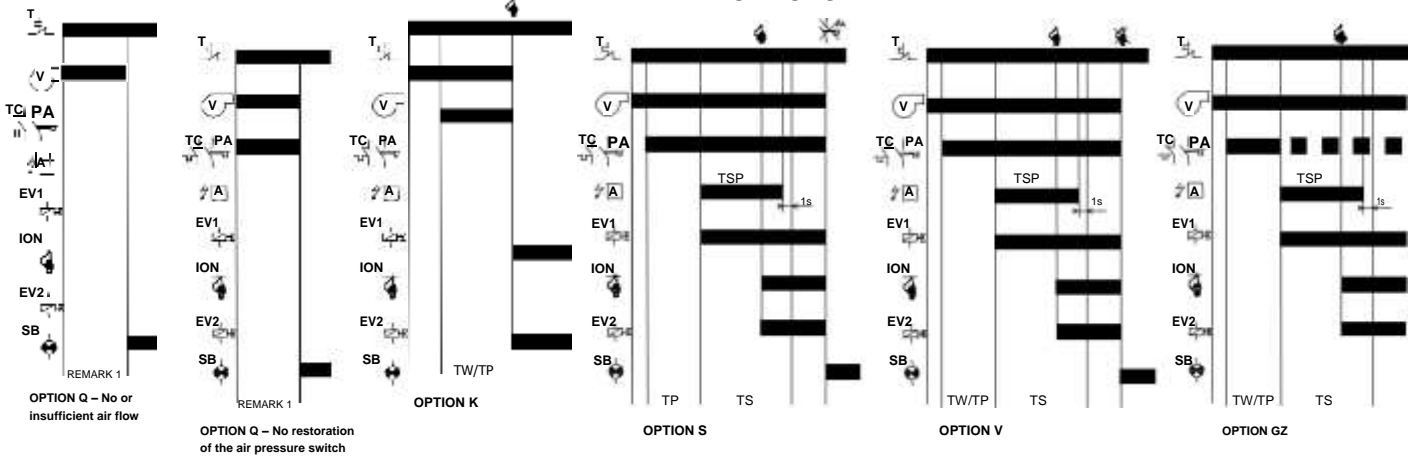 T
V
TC PA
A
EV1
ION
EV2
SB
REMARK 1
OPTION Q – No or
insufficient air flow
T
V
TC PA
A
EV1
ION
EV2
SB
REMARK 1
OPTION Q – No restoration
of the air pressure switch
T
V
TC PA
A
EV1
ION
EV2
SB
TW/TP
OPTION K
T
V
TC PA
A
TSP
1s
EV1
ION
EV2
SB
TP TS
OPTION S
T
V
TC PA
A
TSP
1s
EV1
ION
EV2
SB
TW/TP TS
OPTION V
T
V
TC PA
A
TSP
1s
EV1
ION
EV2
SB
TW/TP TS
OPTION GZ